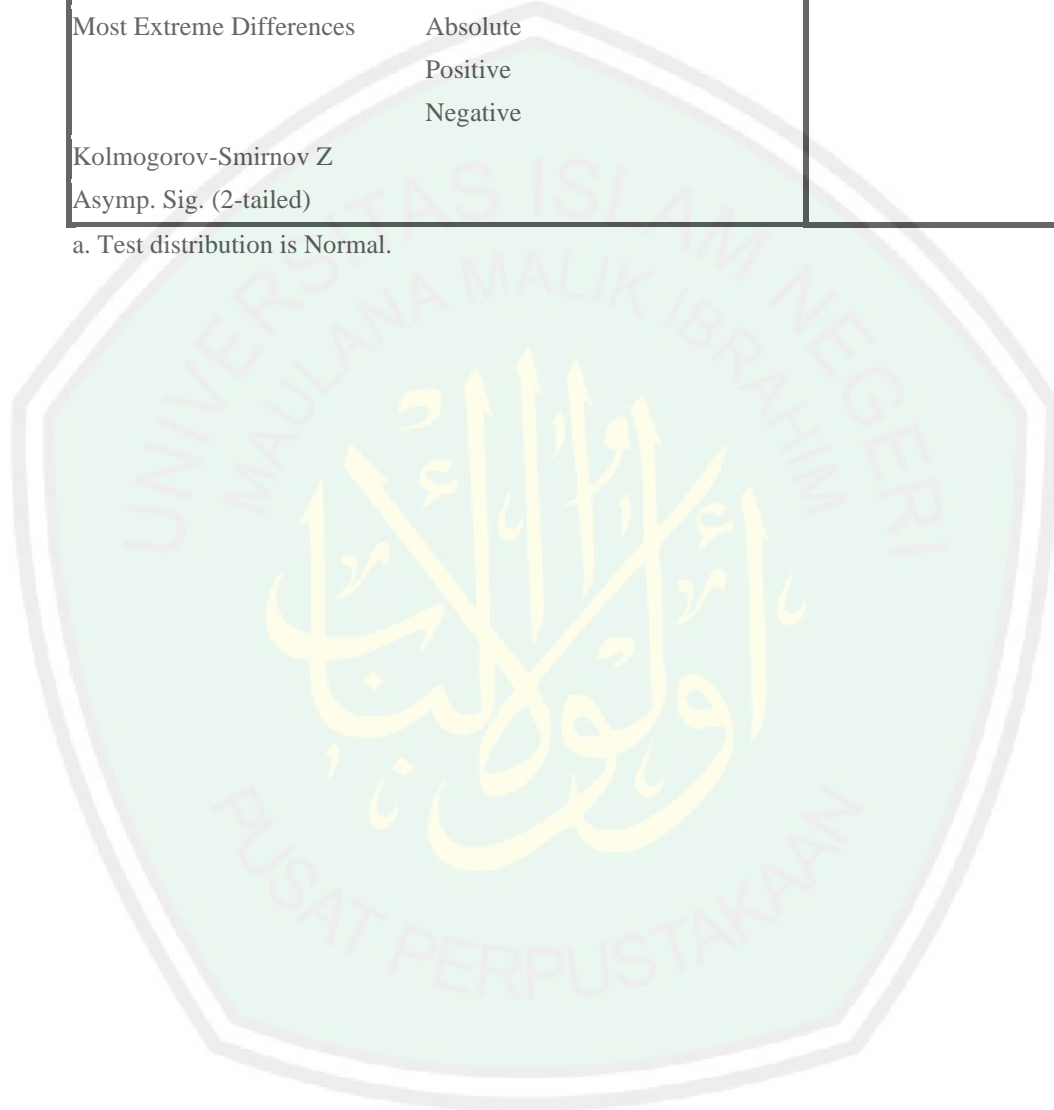 Most Extreme Differences Absolute
Positive
Negative
Kolmogorov-Smirnov Z
Asymp. Sig. (2-tailed)
a. Test distribution is Normal.
UNIVERSITAS ISLAM NEGERI
MAULANA MALIK IBRAHIM
أولوا الألباب
PUSAT PERPUSTAKAAN